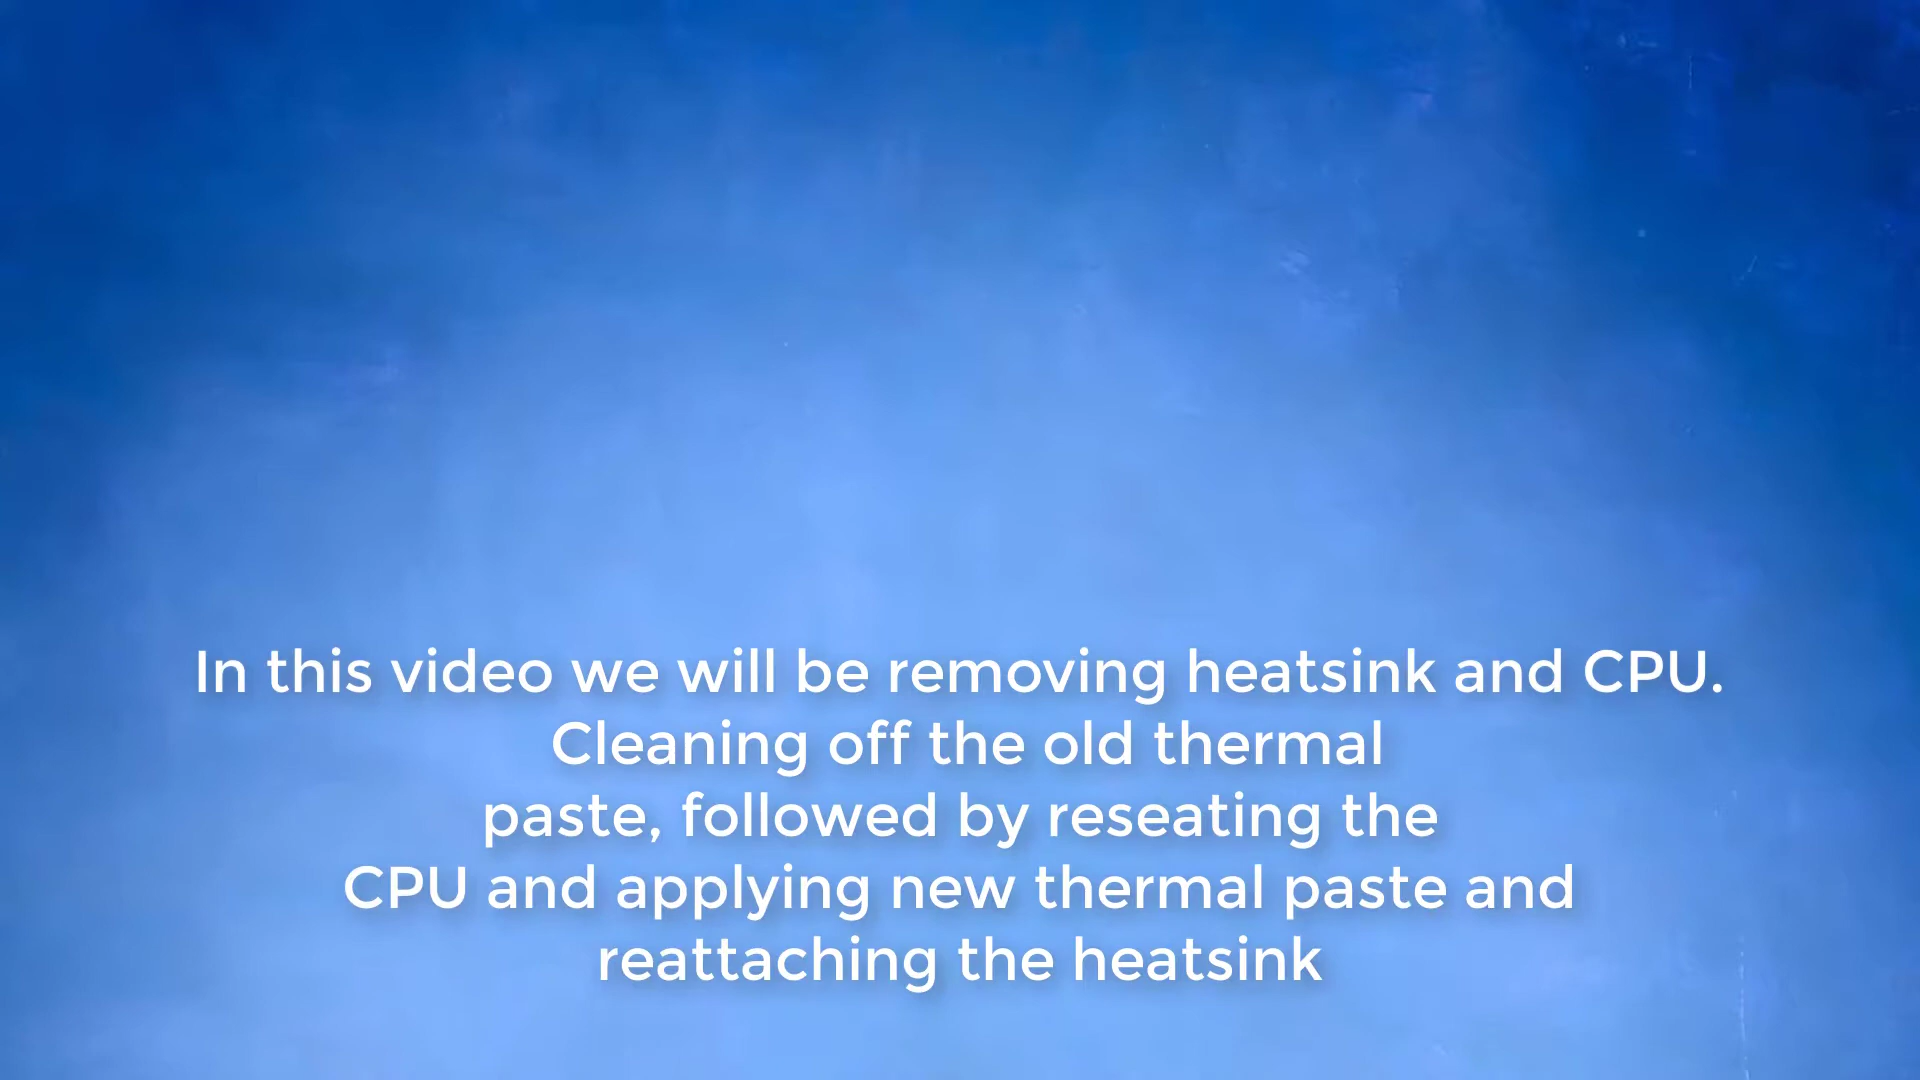 In this video we will be removing heatsink and CPU.
Cleaning off the old thermal
paste, followed by reseating the
CPU and applying new thermal paste and
reattaching the heatsink